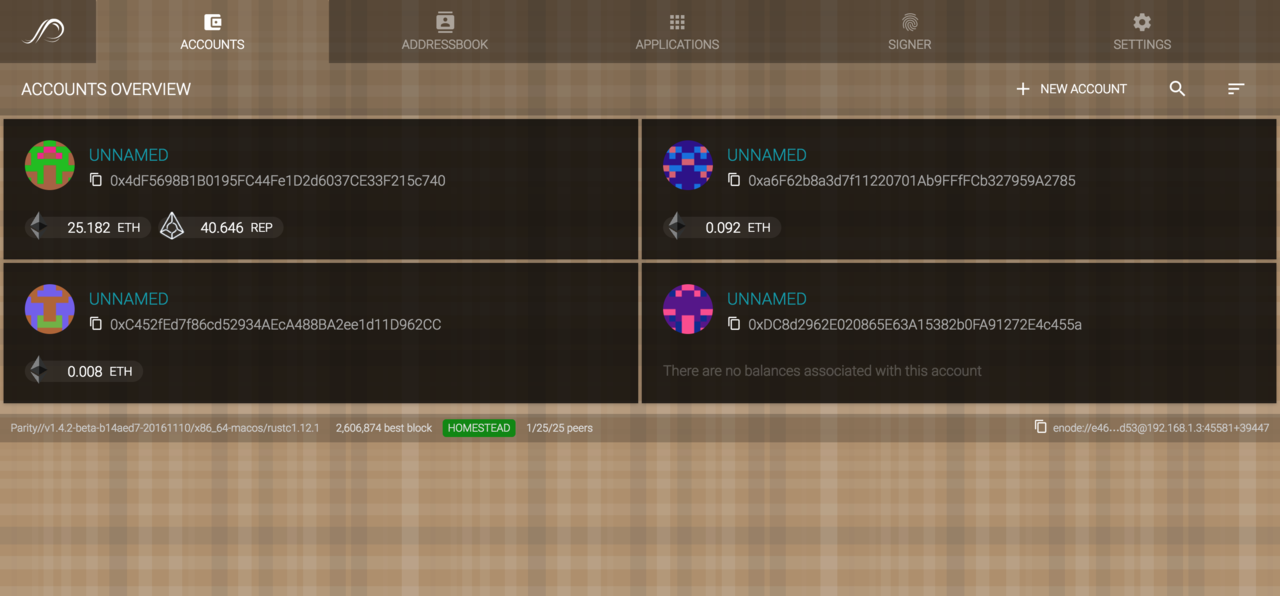 ACCOUNTS
ADDRESSBOOK
APPLICATIONS
SIGNER
SETTINGS
ACCOUNTS OVERVIEW
NEW ACCOUNT
UNNAMED
0x4dF5698B1B0195FC44Fe1D2d6037CE33F215c740
25.182 ETH
40.646 REP
UNNAMED
0xa6F62b8a3d7f11220701Ab9FFfFCb327959A2785
0.092 ETH
UNNAMED
0xC452fEd7f86cd52934AEcA488BA2ee1d11D962CC
0.008 ETH
UNNAMED
0xDC8d2962E020865E63A15382b0FA91272E4c455a
There are no balances associated with this account
Parity//v1.4.2-beta-b14aed7-20161110/x86_64-macos/rustc1.12.1
2,606,874 best block
HOMESTEAD
1/25/25 peers
enode://e46...d53@192.168.1.3:45581+39447